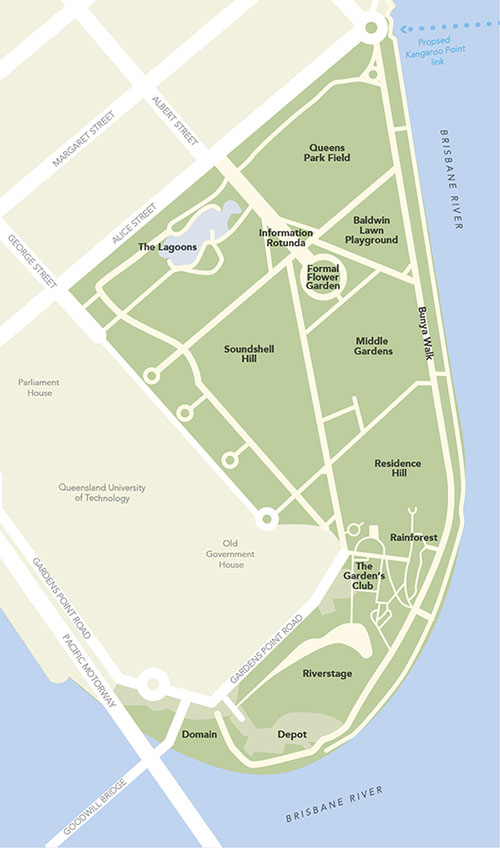 Propsed
Kangaroo Point
link
ALBERT STREET
MARGARET STREET
BRISBANE RIVER
Queens
Park Field
ALICE STREET
GEORGE STREET
The Lagoons
Information
Rotunda
Baldwin
Lawn
Playground
Formal
Flower
Garden
Bunya Walk
Soundshell
Hill
Middle
Gardens
Parliament
House
Residence
Hill
Queensland University
of Technology
Rainforest
Old
Government
House
The
Garden's
Club
GARDENS POINT ROAD
PACIFIC MOTORWAY
GARDENS POINT ROAD
Riverstage
Domain
Depot
GOODWILL BRIDGE
BRISBANE RIVER